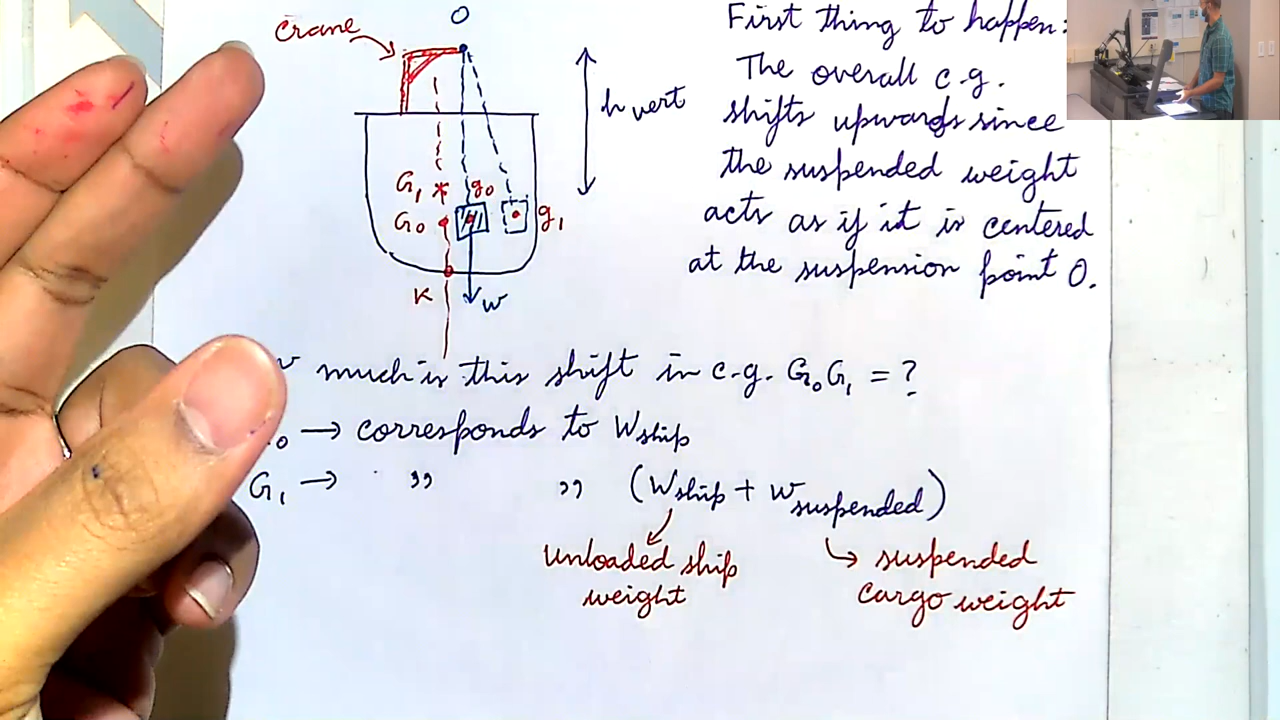 Crane
O
h vert
G₁
g₀
G₀
g₁
K
w
First thing to happen:
The overall c.g.
shifts upwards since
the suspended weight
acts as if it is centered
at the suspension point O.
much is this shift in c.g. G₀G₁ = ?
→ corresponds to Wship
G₁ → " " (Wship + wsuspended)
unloaded ship
weight
suspended
cargo weight